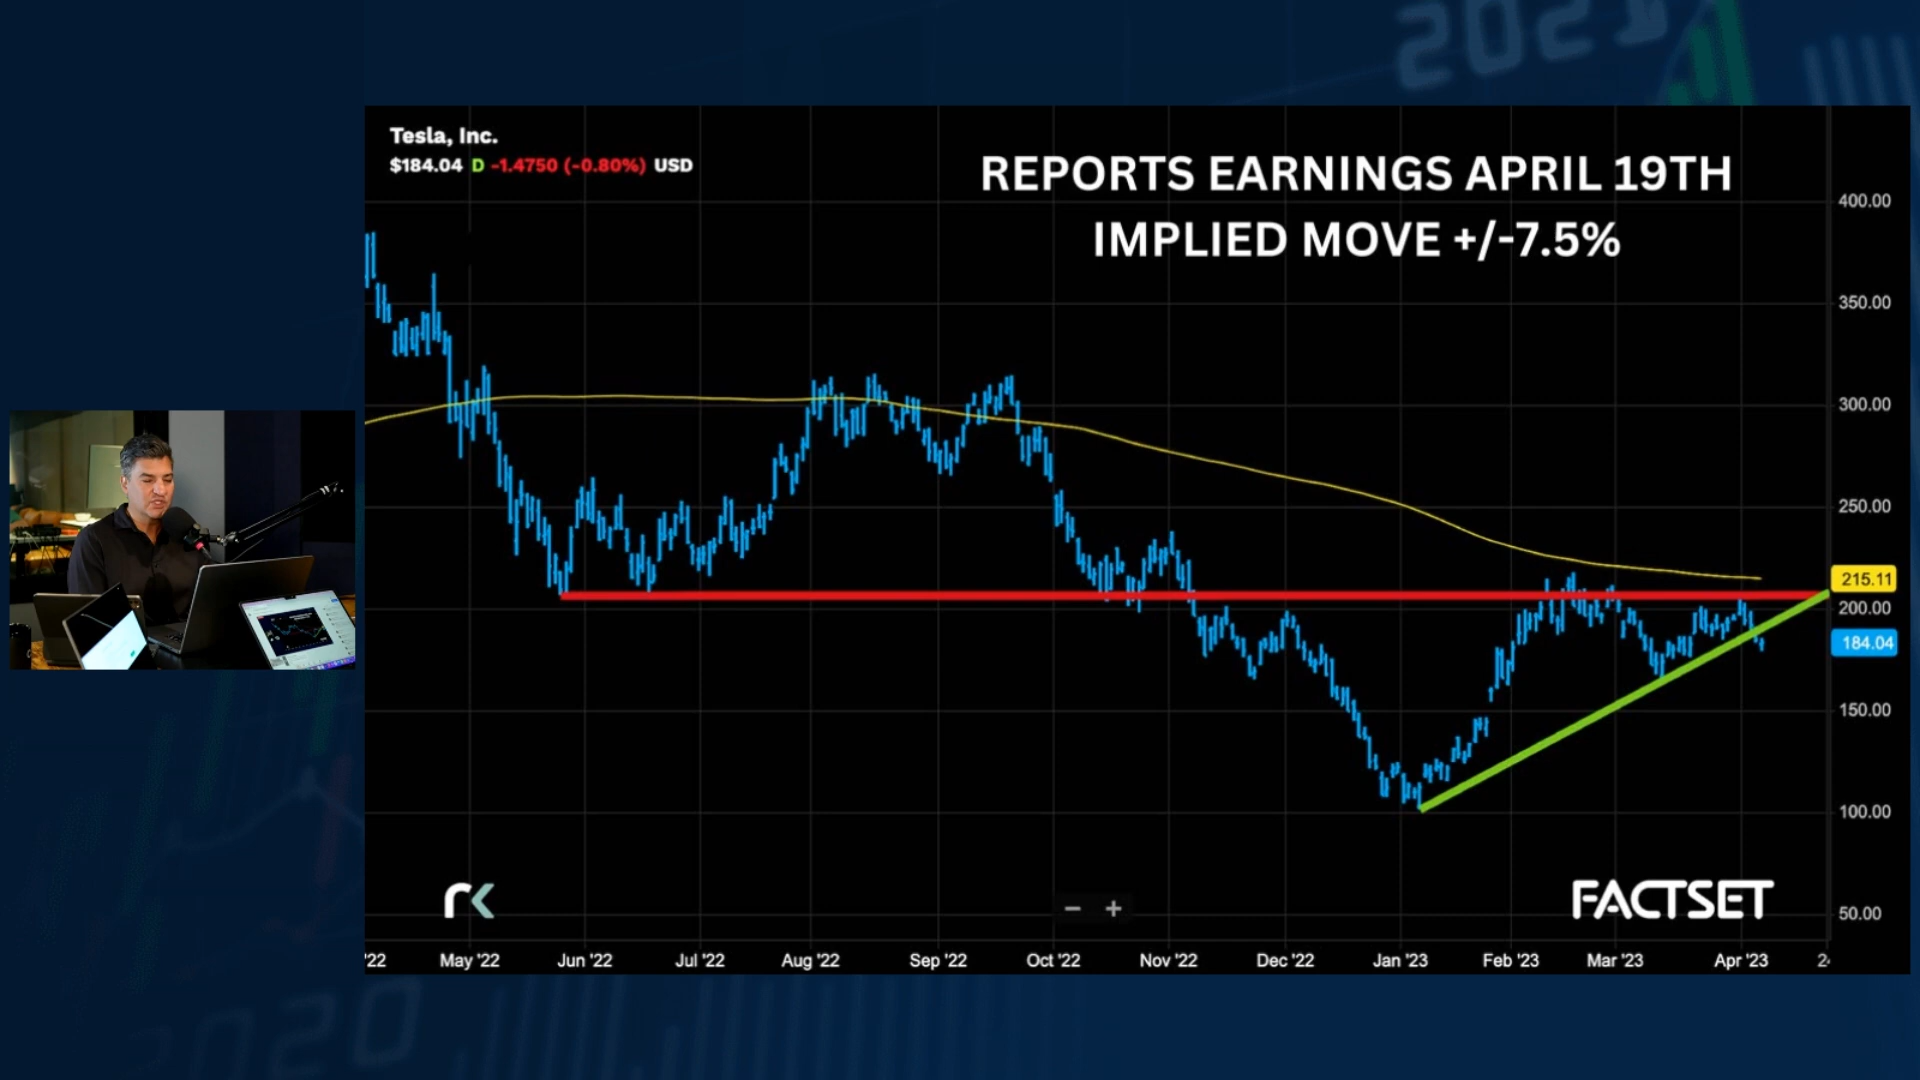 2021
Tesla, Inc.
$184.04 D -1.4750 (-0.80%) USD
REPORTS EARNINGS APRIL 19TH
IMPLIED MOVE +/-7.5%
400.00
350.00
300.00
250.00
215.11
200.00
184.04
150.00
100.00
50.00
FACTSET
− +
'22 May '22 Jun '22 Jul '22 Aug '22 Sep '22 Oct '22 Nov '22 Dec '22 Jan '23 Feb '23 Mar '23 Apr '23 2
2020